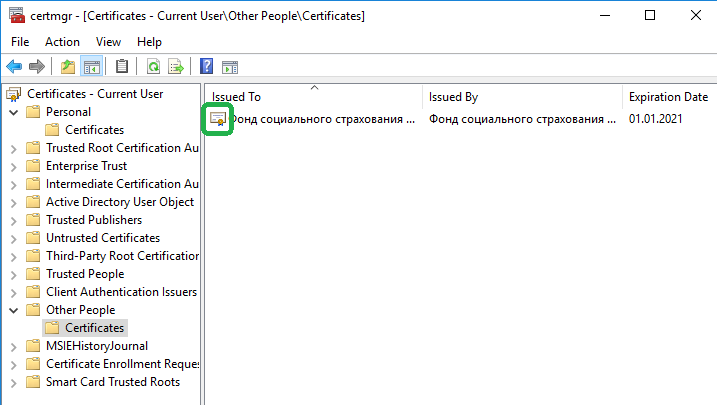 certmgr - [Certificates - Current User\Other People\Certificates]
File Action View Help
Certificates - Current User
Personal
Certificates
Trusted Root Certification Au
Enterprise Trust
Intermediate Certification Au
Active Directory User Object
Trusted Publishers
Untrusted Certificates
Third-Party Root Certification
Trusted People
Client Authentication Issuers
Other People
Certificates
MSIEHistoryJournal
Certificate Enrollment Reque
Smart Card Trusted Roots
Issued To Issued By Expiration Date
Фонд социального страхования ... Фонд социального страхования ... 01.01.2021